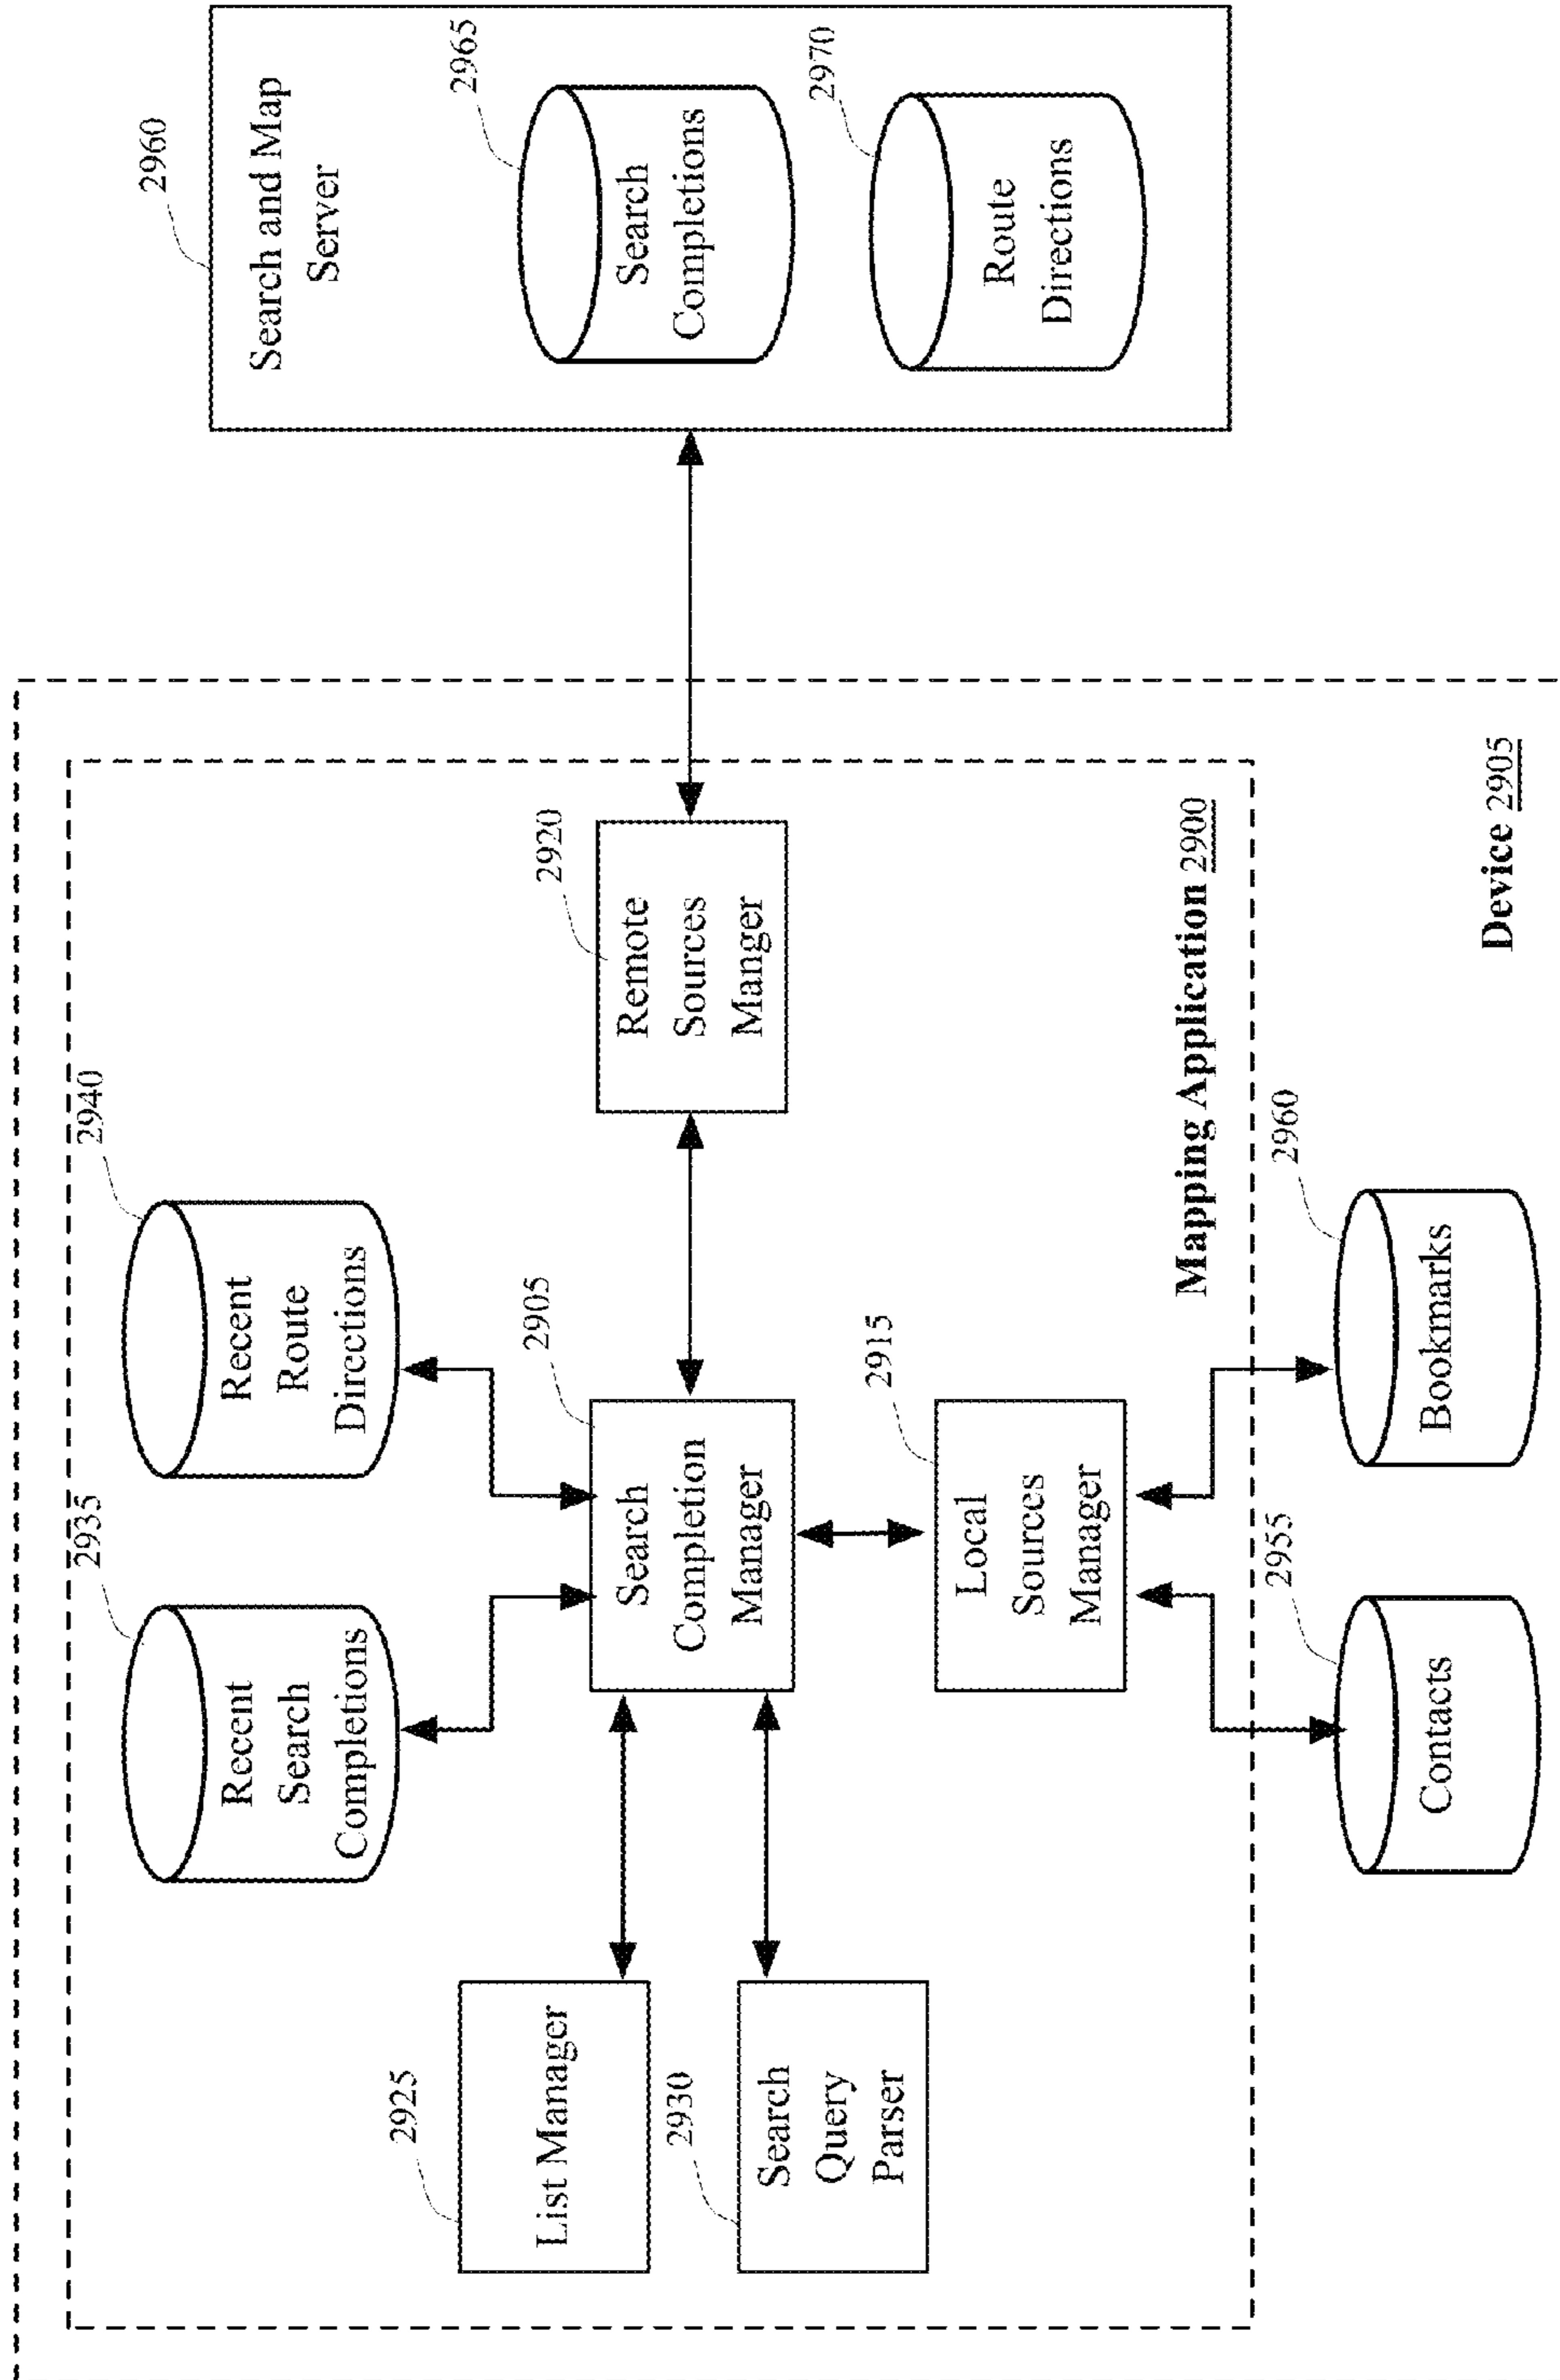 2935
Recent
Search
Completions
2940
Recent
Route
Directions
2925
List Manager
2930
Search
Query
Parser
2905
Search
Completion
Manager
2920
Remote
Sources
Manger
2915
Local
Sources
Manager
Mapping Application 2900
2955
Contacts
2960
Bookmarks
Device 2905
2960
Search and Map
Server
2965
Search
Completions
2970
Route
Directions